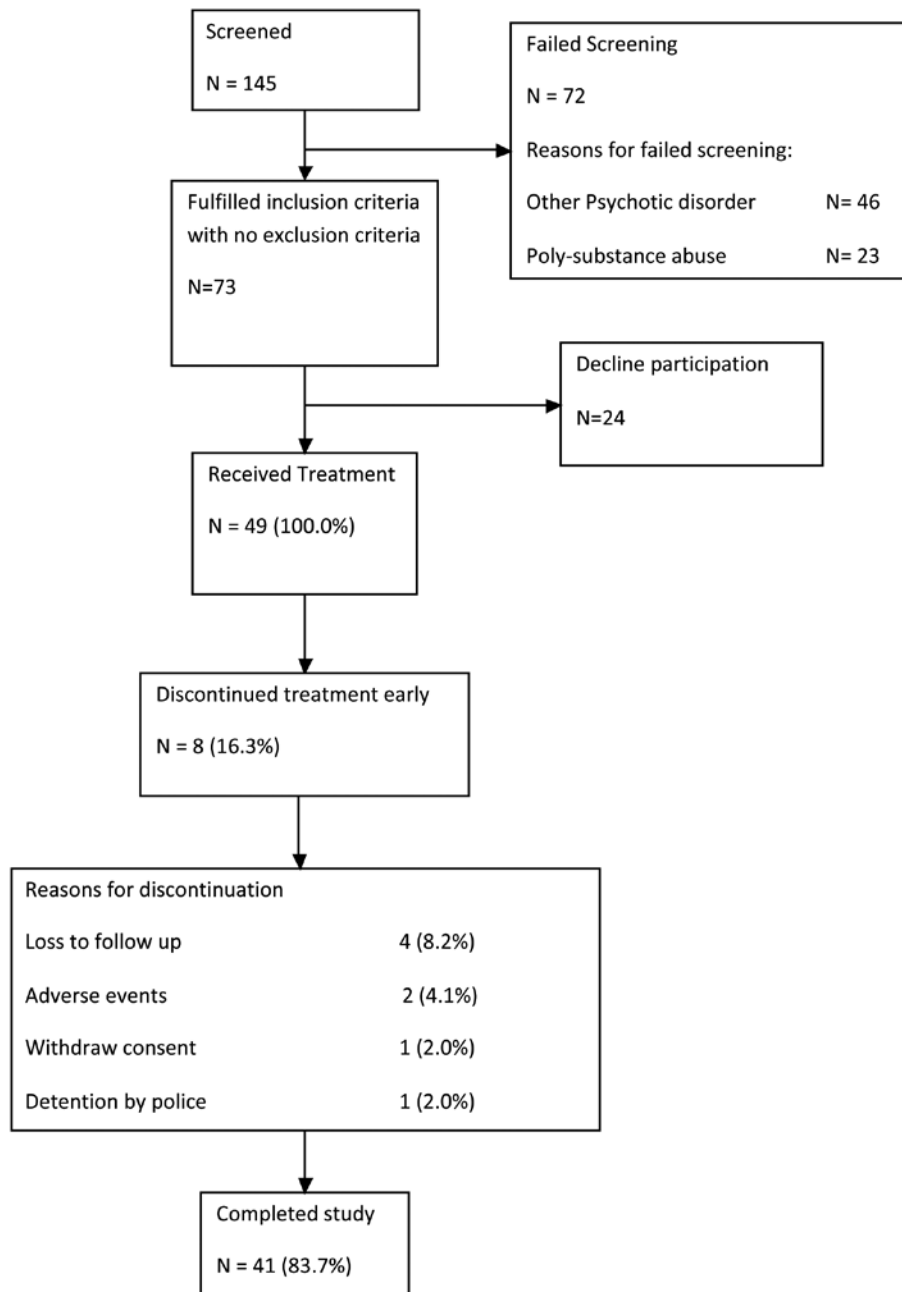 Screened
N = 145
Failed Screening
N = 72
Reasons for failed screening:
Other Psychotic disorder N= 46
Poly-substance abuse N= 23
Fulfilled inclusion criteria
with no exclusion criteria
N=73
Decline participation
N=24
Received Treatment
N = 49 (100.0%)
Discontinued treatment early
N = 8 (16.3%)
Reasons for discontinuation
Loss to follow up 4 (8.2%)
Adverse events 2 (4.1%)
Withdraw consent 1 (2.0%)
Detention by police 1 (2.0%)
Completed study
N = 41 (83.7%)